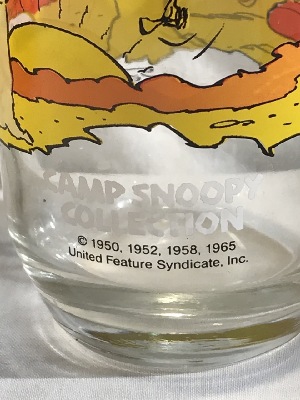 CAMP SNOOPY
COLLECTION
© 1950, 1952, 1958, 1965
United Feature Syndicate, Inc.